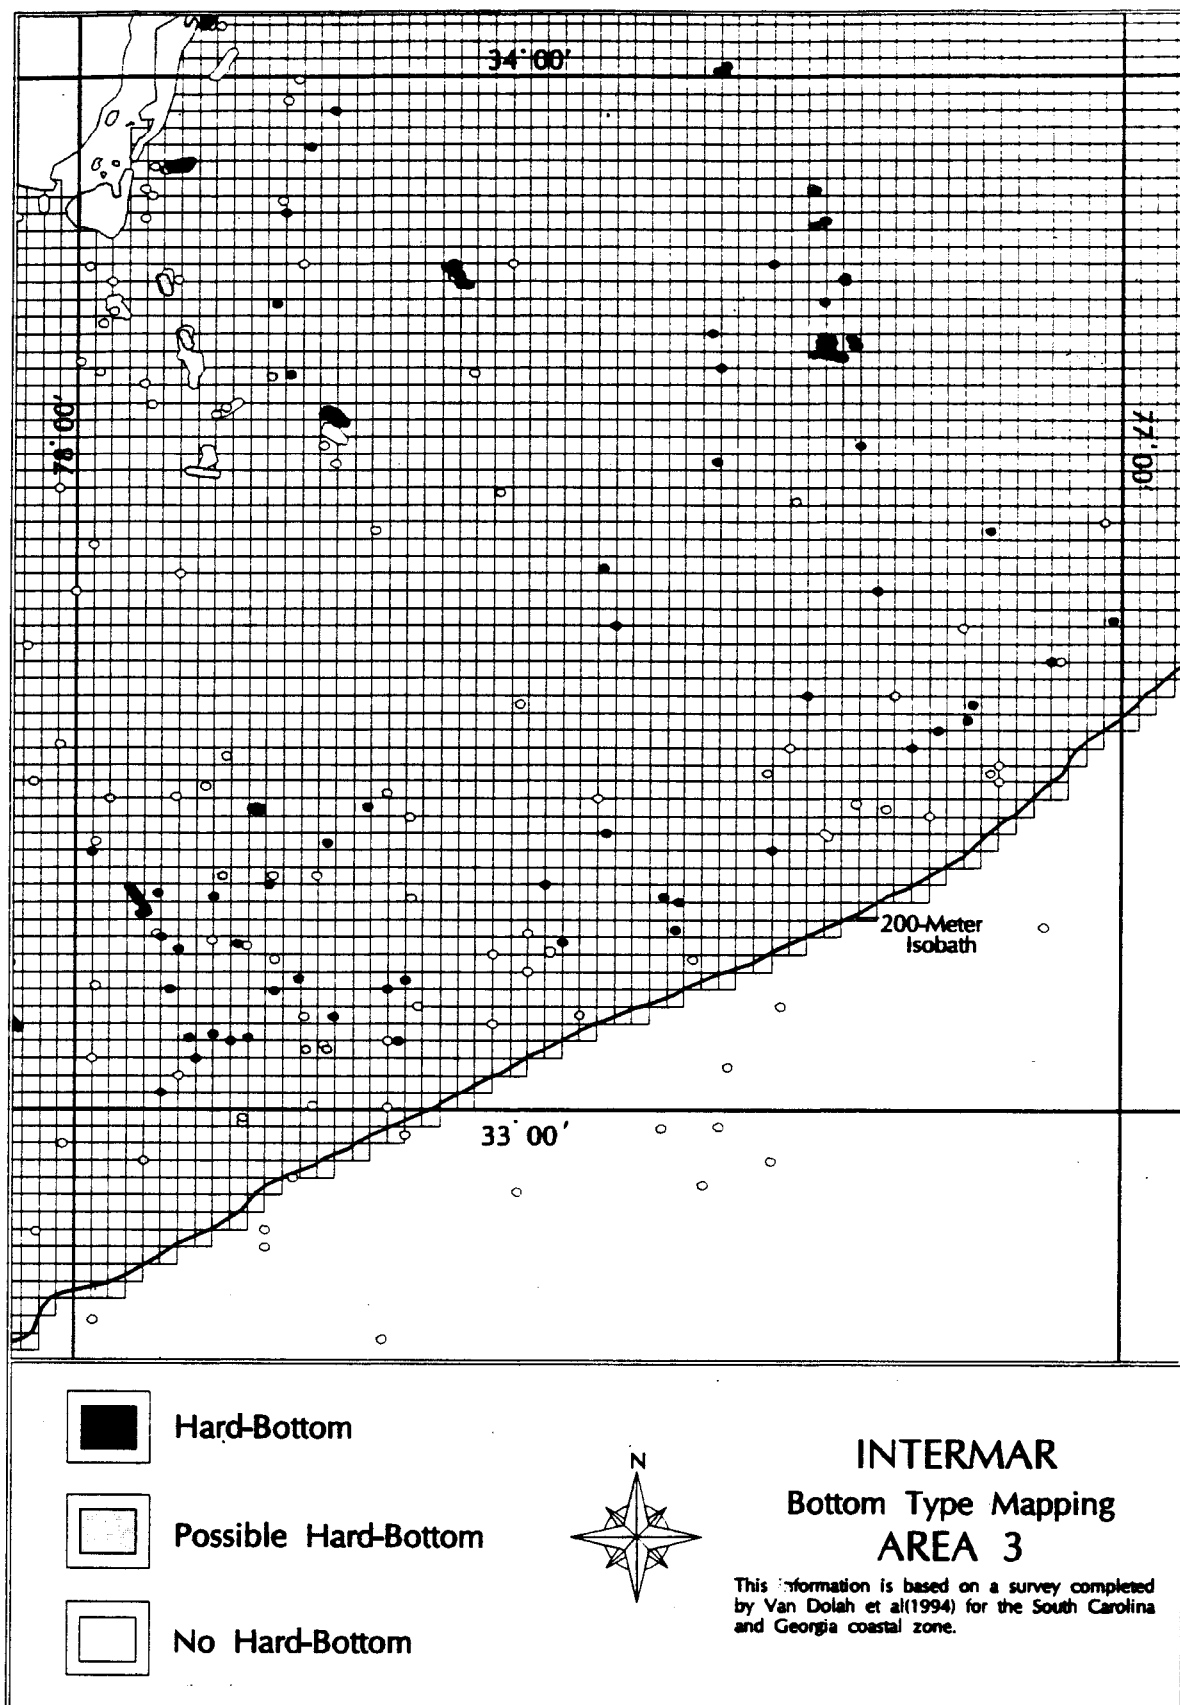 34°00′
78°00′
77°00′
200-Meter
Isobath
33°00′
Hard-Bottom
Possible Hard-Bottom
No Hard-Bottom
N
INTERMAR
Bottom Type Mapping
AREA 3
This information is based on a survey completed
by Van Dolah et al(1994) for the South Carolina
and Georgia coastal zone.